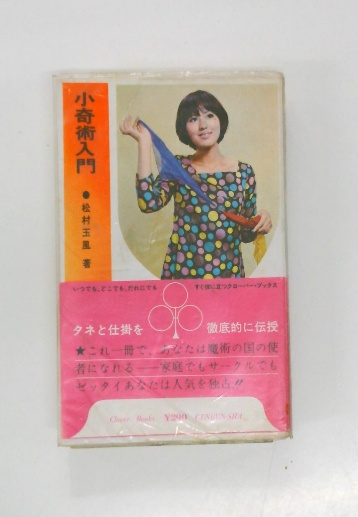 小奇術入門
●松村玉風 著
いつでも、どこでも、だれにでも
すぐ役に立つクローバー・ブックス
タネと仕掛を
徹底的に伝授
★これ一冊で、あなたは魔術の国の使
者になれる――家庭でもサークルでも
ゼッタイあなたは人気を独占!!
Clover Books ¥290